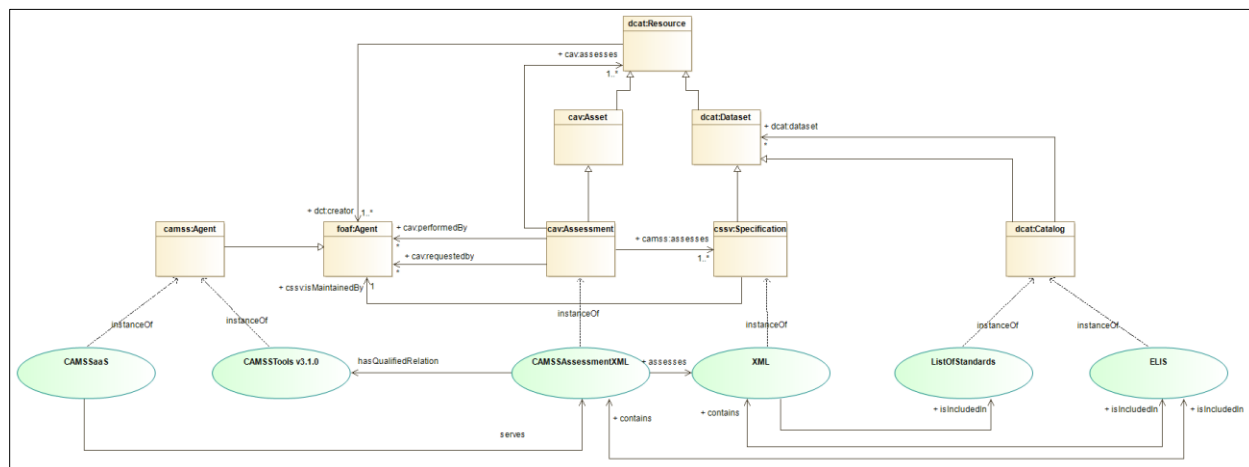 dcat:Resource
+ cav:assesses
1..*
cav:Asset
dcat:Dataset
+ dcat:dataset
*
+ dct:creator
1..*
camss:Agent
foaf:Agent
+ cav:performedBy
*
cav:Assessment
+ camss:assesses
1..*
cssv:Specification
dcat:Catalog
+ cav:requestedby
*
+ cssv:isMaintainedBy
1
instanceOf
instanceOf
instanceOf
instanceOf
instanceOf
instanceOf
CAMSSaaS
CAMSSTools v3.1.0
hasQualifiedRelation
CAMSSAssessmentXML
+ assesses
XML
ListOfStandards
ELIS
+ contains
+ contains
+ isIncludedIn
+ isIncludedIn
+ isIncludedIn
serves